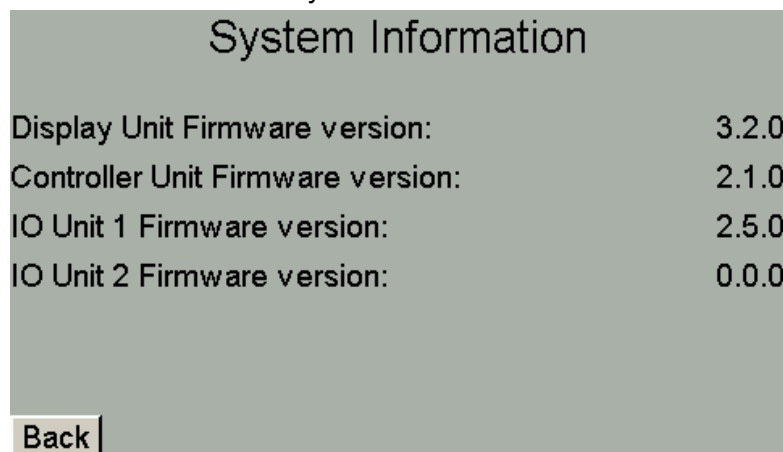 System Information
Display Unit Firmware version: 3.2.0
Controller Unit Firmware version: 2.1.0
IO Unit 1 Firmware version: 2.5.0
IO Unit 2 Firmware version: 0.0.0
Back